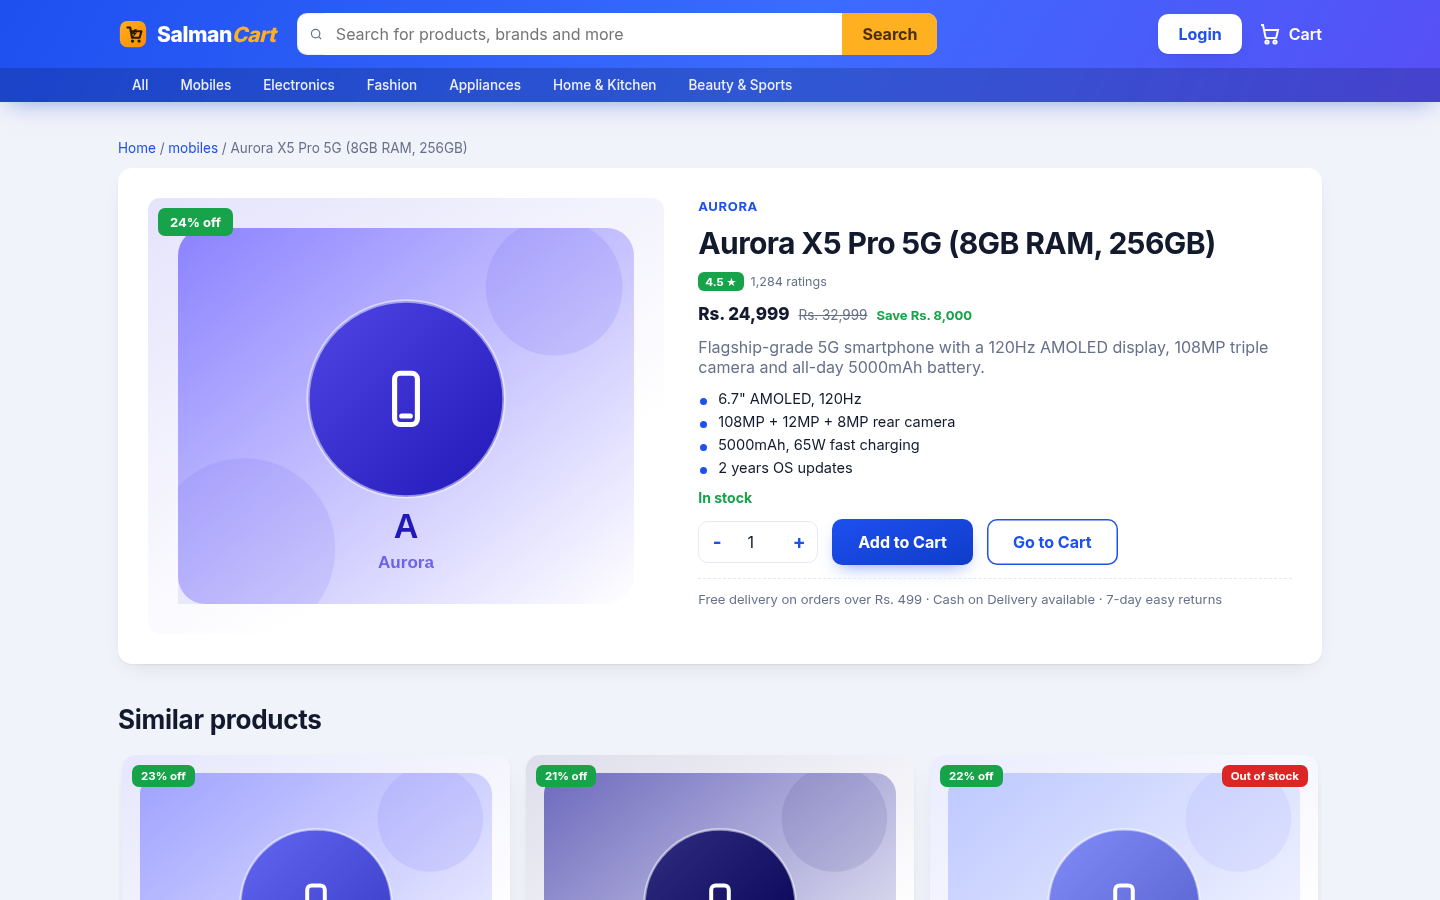 SalmanCart
Search for products, brands and more
Search
Login
Cart
All Mobiles Electronics Fashion Appliances Home & Kitchen Beauty & Sports
Home / mobiles / Aurora X5 Pro 5G (8GB RAM, 256GB)
24% off
A
Aurora
AURORA
Aurora X5 Pro 5G (8GB RAM, 256GB)
4.5 ★ 1,284 ratings
Rs. 24,999 Rs. 32,999 Save Rs. 8,000
Flagship-grade 5G smartphone with a 120Hz AMOLED display, 108MP triple
camera and all-day 5000mAh battery.
6.7" AMOLED, 120Hz
108MP + 12MP + 8MP rear camera
5000mAh, 65W fast charging
2 years OS updates
In stock
- 1 + Add to Cart Go to Cart
Free delivery on orders over Rs. 499 · Cash on Delivery available · 7-day easy returns
Similar products
23% off
21% off
22% off
Out of stock